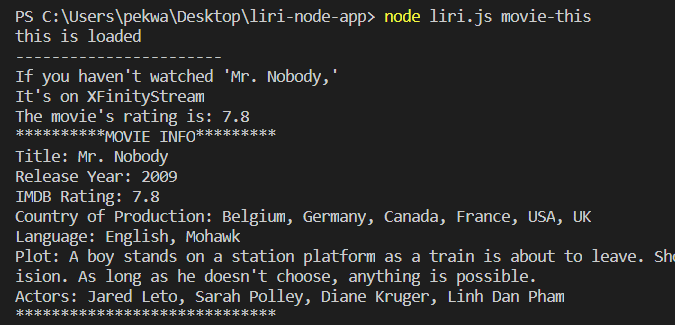 PS C:\Users\pekwa\Desktop\liri-node-app> node liri.js movie-this
this is loaded
-----------------------
If you haven't watched 'Mr. Nobody,'
It's on XFinityStream
The movie's rating is: 7.8
**********MOVIE INFO*********
Title: Mr. Nobody
Release Year: 2009
IMDB Rating: 7.8
Country of Production: Belgium, Germany, Canada, France, USA, UK
Language: English, Mohawk
Plot: A boy stands on a station platform as a train is about to leave.
ision. As long as he doesn't choose, anything is possible.
Actors: Jared Leto, Sarah Polley, Diane Kruger, Linh Dan Pham
*****************************